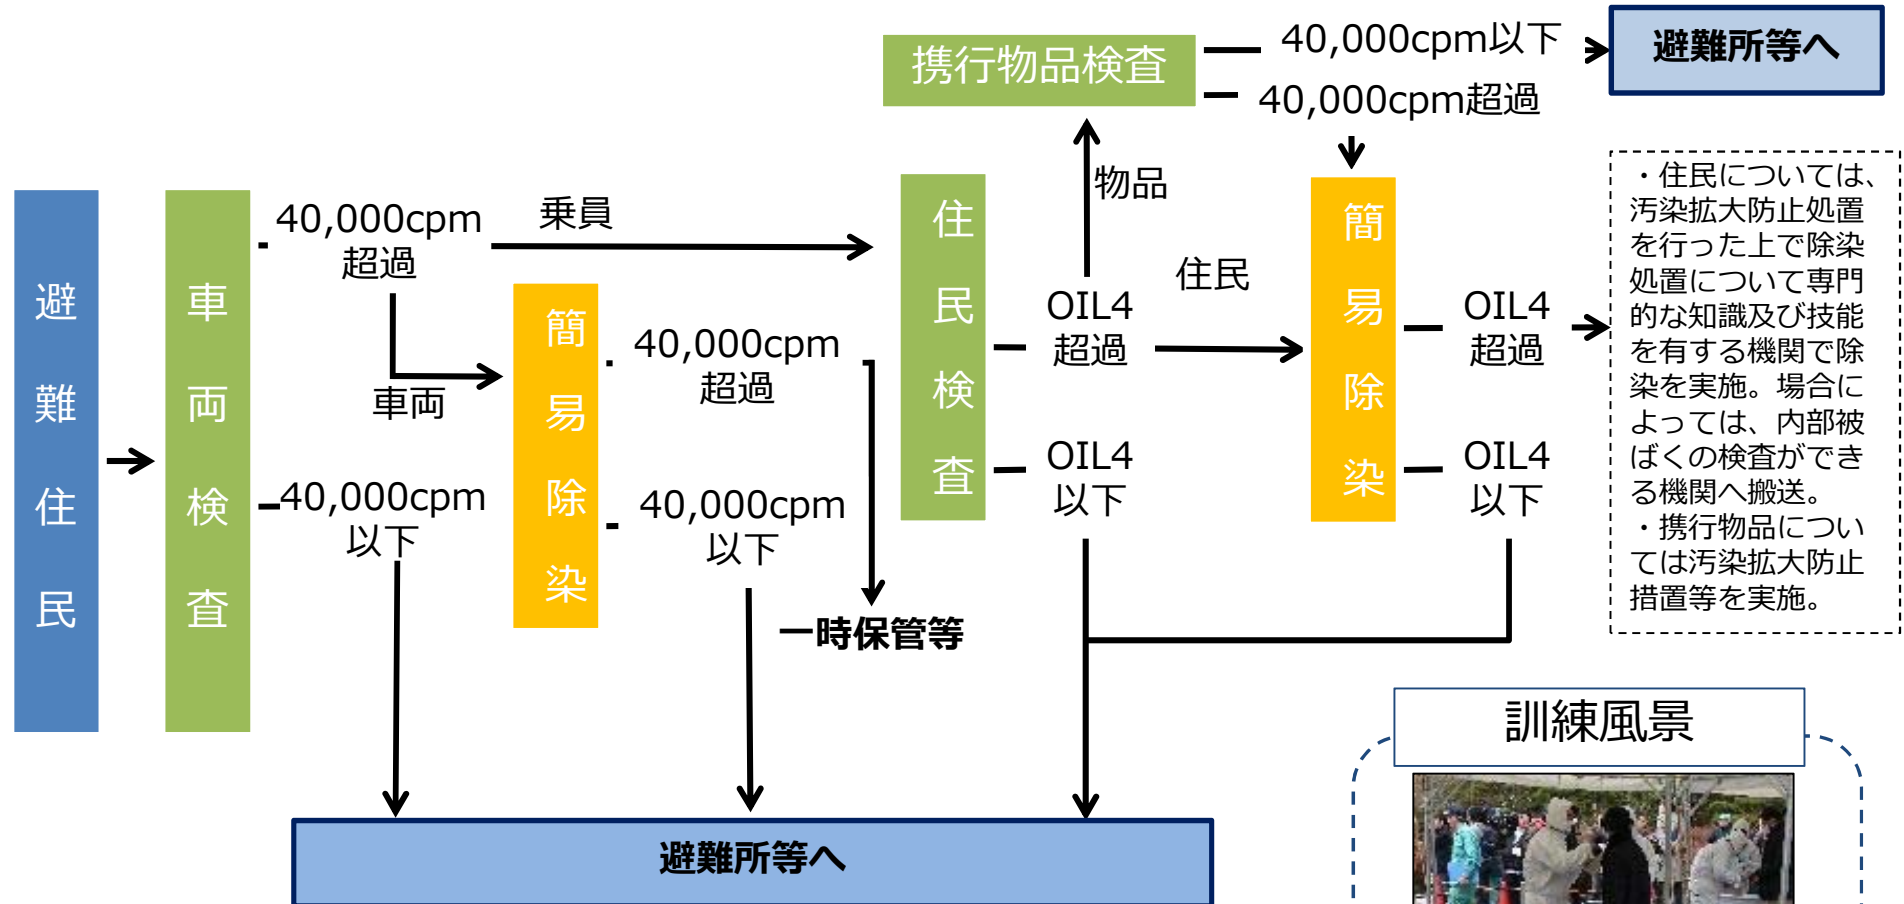 避難住民
車両検査
40,000cpm
超過
乗員
車両
40,000cpm
以下
簡易除染
40,000cpm
超過
40,000cpm
以下
一時保管等
住民検査
物品
携行物品検査
40,000cpm以下
避難所等へ
40,000cpm超過
OIL4
超過
住民
OIL4
以下
簡易除染
OIL4
超過
OIL4
以下
・住民については、
汚染拡大防止処置
を行った上で除染
処置について専門
的な知識及び技能
を有する機関で除
染を実施。場合に
よっては、内部被
ばくの検査ができ
る機関へ搬送。
・携行物品につい
ては汚染拡大防止
措置等を実施。
避難所等へ
訓練風景